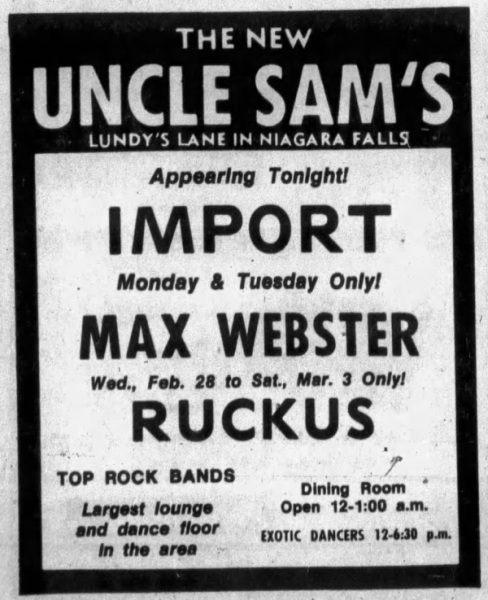 THE NEW
UNCLE SAM'S
LUNDY'S LANE IN NIAGARA FALLS
Appearing Tonight!
IMPORT
Monday & Tuesday Only!
MAX WEBSTER
Wed., Feb. 28 to Sat., Mar. 3 Only!
RUCKUS
TOP ROCK BANDS
Largest lounge
and dance floor
in the area
Dining Room
Open 12-1:00 a.m.
EXOTIC DANCERS 12-6:30 p.m.